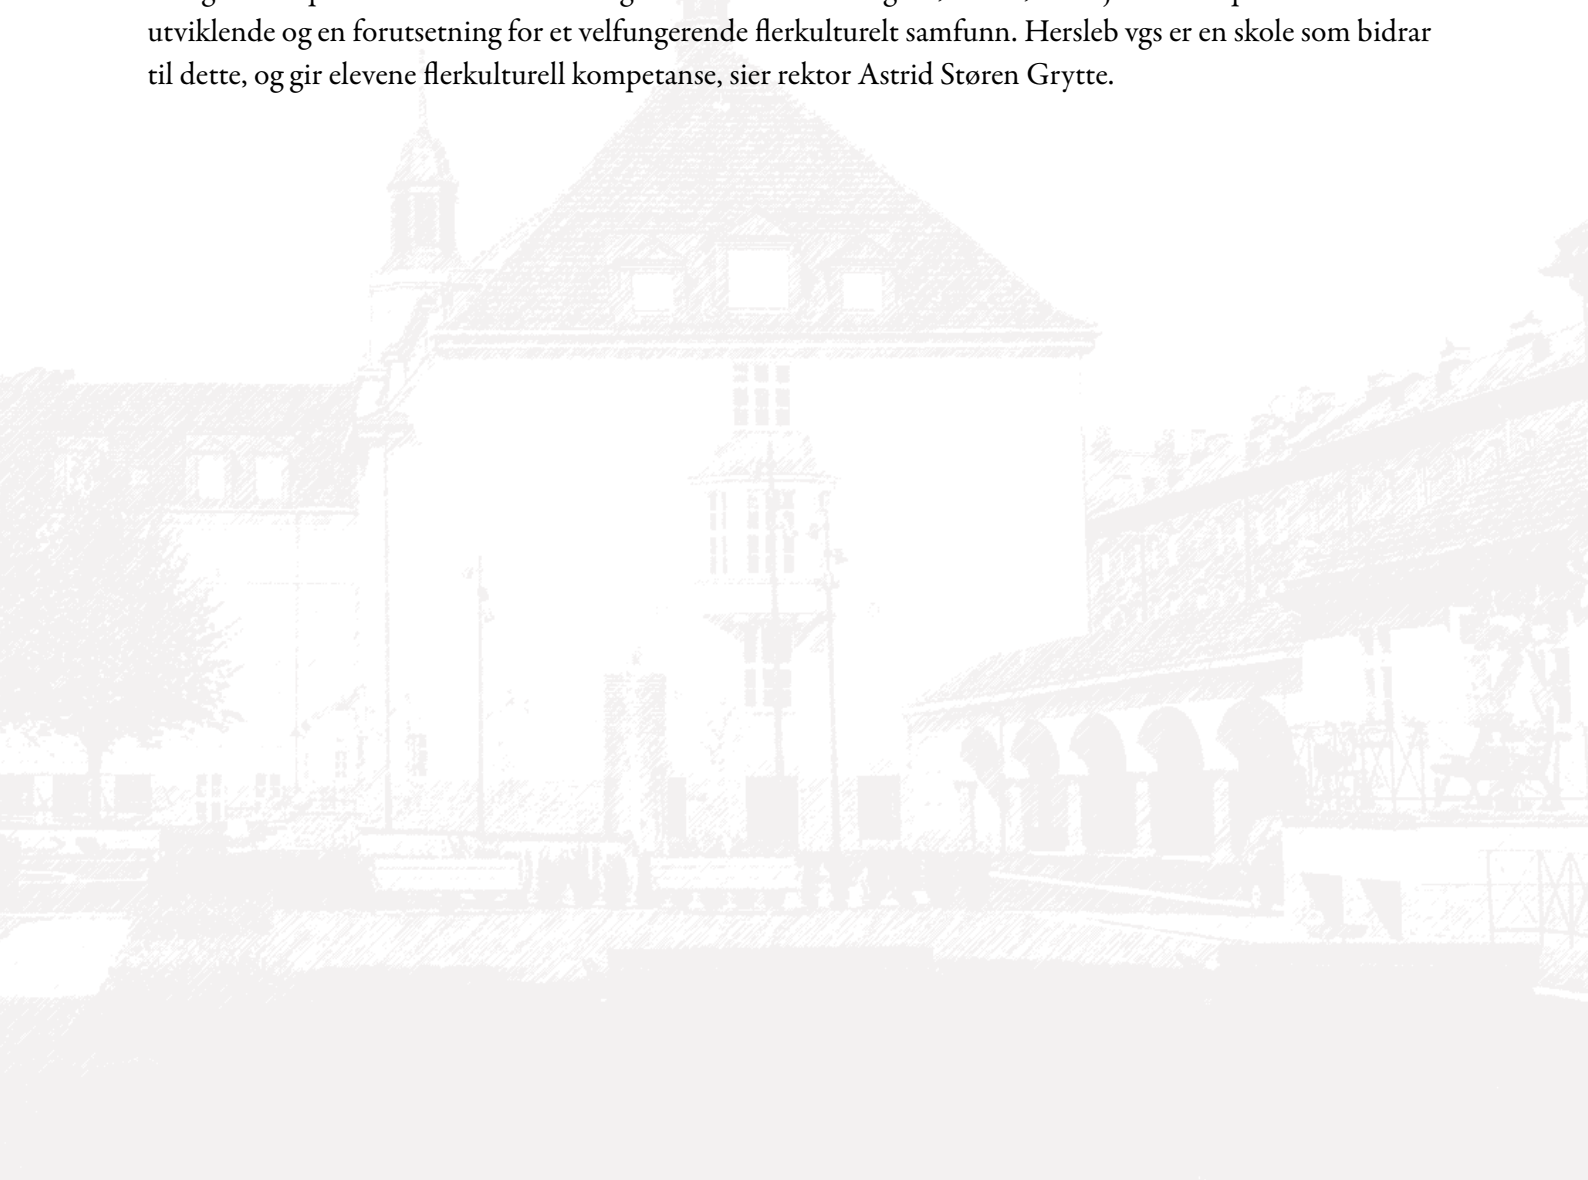 utviklende og en forutsetning for et velfungerende flerkulturelt samfunn. Hersleb vgs er en skole som bidrar
til dette, og gir elevene flerkulturell kompetanse, sier rektor Astrid Støren Grytte.